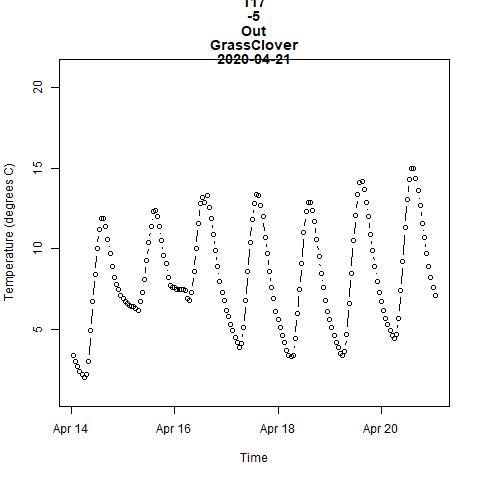 -5
Out
GrassClover
2020-04-21
20
15
10
5
Temperature (degrees C)
Apr 14
Apr 16
Apr 18
Apr 20
Time